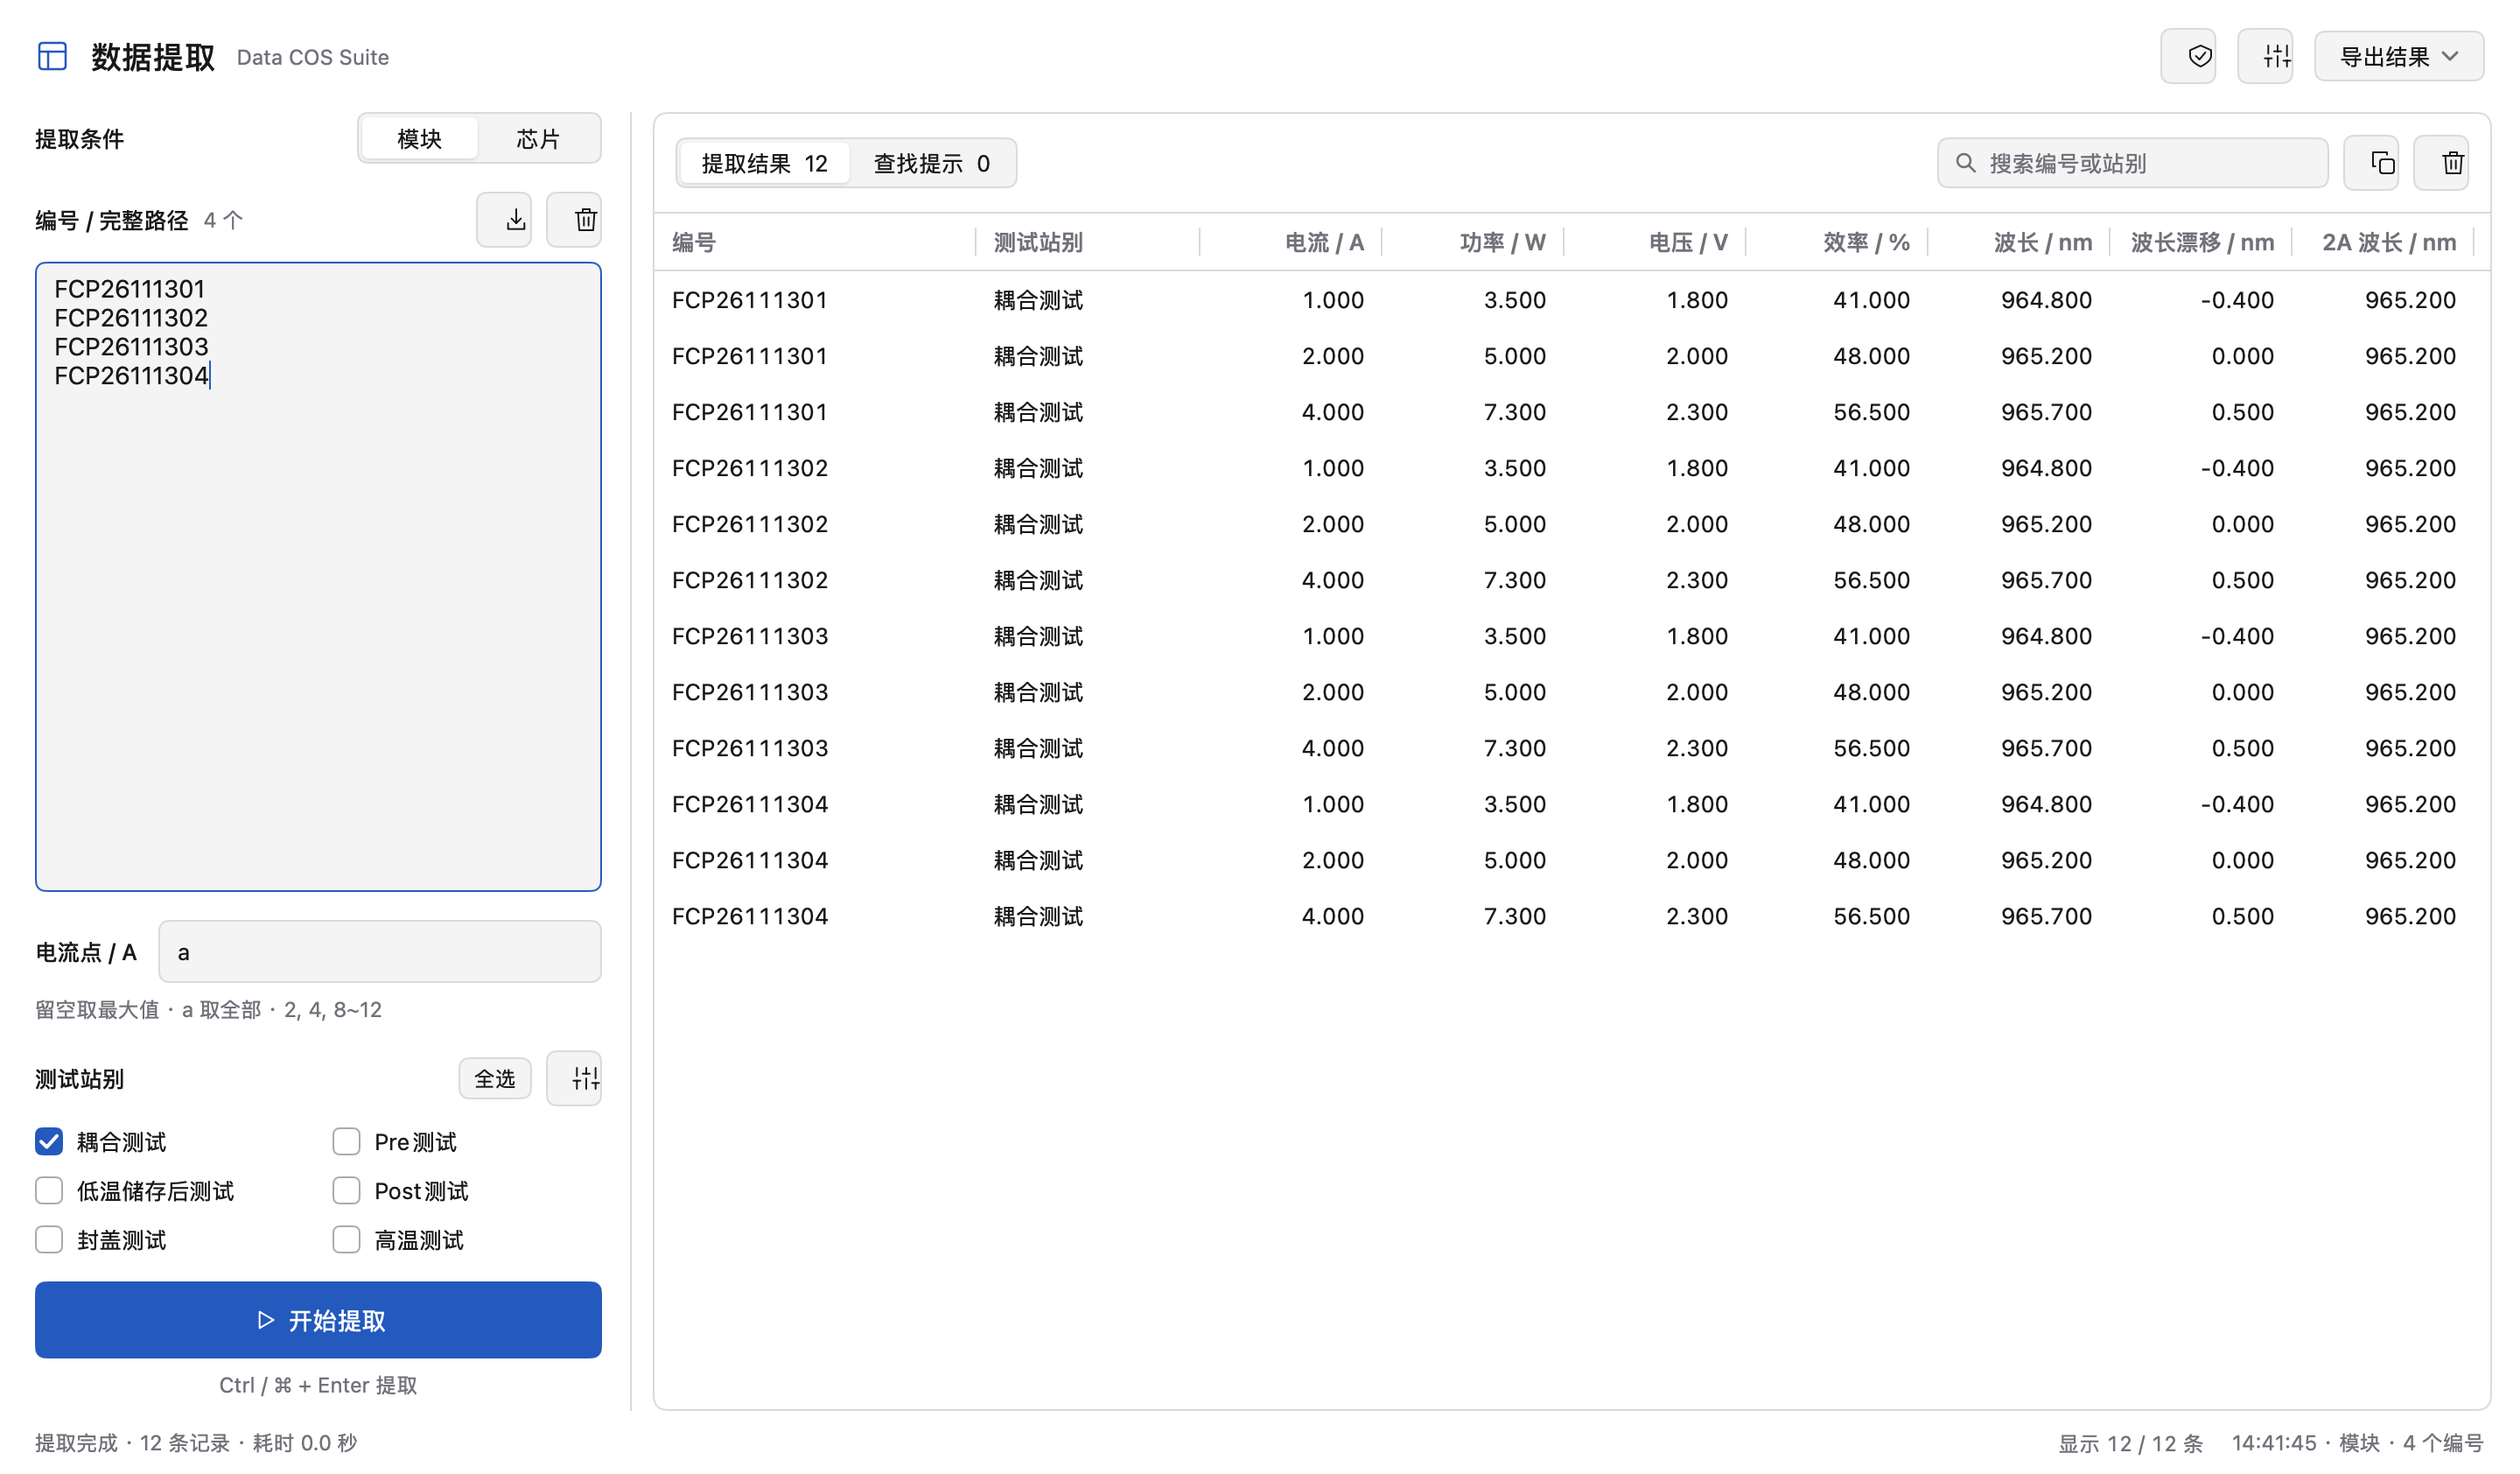 数据提取 Data COS Suite
导出结果
提取条件 模块 芯片
编号 / 完整路径 4 个
FCP26111301
FCP26111302
FCP26111303
FCP26111304
电流点 / A a
留空取最大值 · a 取全部 · 2, 4, 8~12
测试站别 全选
耦合测试 Pre 测试
低温储存后测试 Post 测试
封盖测试 高温测试
开始提取
Ctrl / ⌘ + Enter 提取
提取结果 12 查找提示 0 搜索编号或站别
编号 测试站别 电流 / A 功率 / W 电压 / V 效率 / % 波长 / nm 波长漂移 / nm 2A 波长 / nm
FCP26111301 耦合测试 1.000 3.500 1.800 41.000 964.800 -0.400 965.200
FCP26111301 耦合测试 2.000 5.000 2.000 48.000 965.200 0.000 965.200
FCP26111301 耦合测试 4.000 7.300 2.300 56.500 965.700 0.500 965.200
FCP26111302 耦合测试 1.000 3.500 1.800 41.000 964.800 -0.400 965.200
FCP26111302 耦合测试 2.000 5.000 2.000 48.000 965.200 0.000 965.200
FCP26111302 耦合测试 4.000 7.300 2.300 56.500 965.700 0.500 965.200
FCP26111303 耦合测试 1.000 3.500 1.800 41.000 964.800 -0.400 965.200
FCP26111303 耦合测试 2.000 5.000 2.000 48.000 965.200 0.000 965.200
FCP26111303 耦合测试 4.000 7.300 2.300 56.500 965.700 0.500 965.200
FCP26111304 耦合测试 1.000 3.500 1.800 41.000 964.800 -0.400 965.200
FCP26111304 耦合测试 2.000 5.000 2.000 48.000 965.200 0.000 965.200
FCP26111304 耦合测试 4.000 7.300 2.300 56.500 965.700 0.500 965.200
提取完成 · 12 条记录 · 耗时 0.0 秒
显示 12 / 12 条 14:41:45 · 模块 · 4 个编号